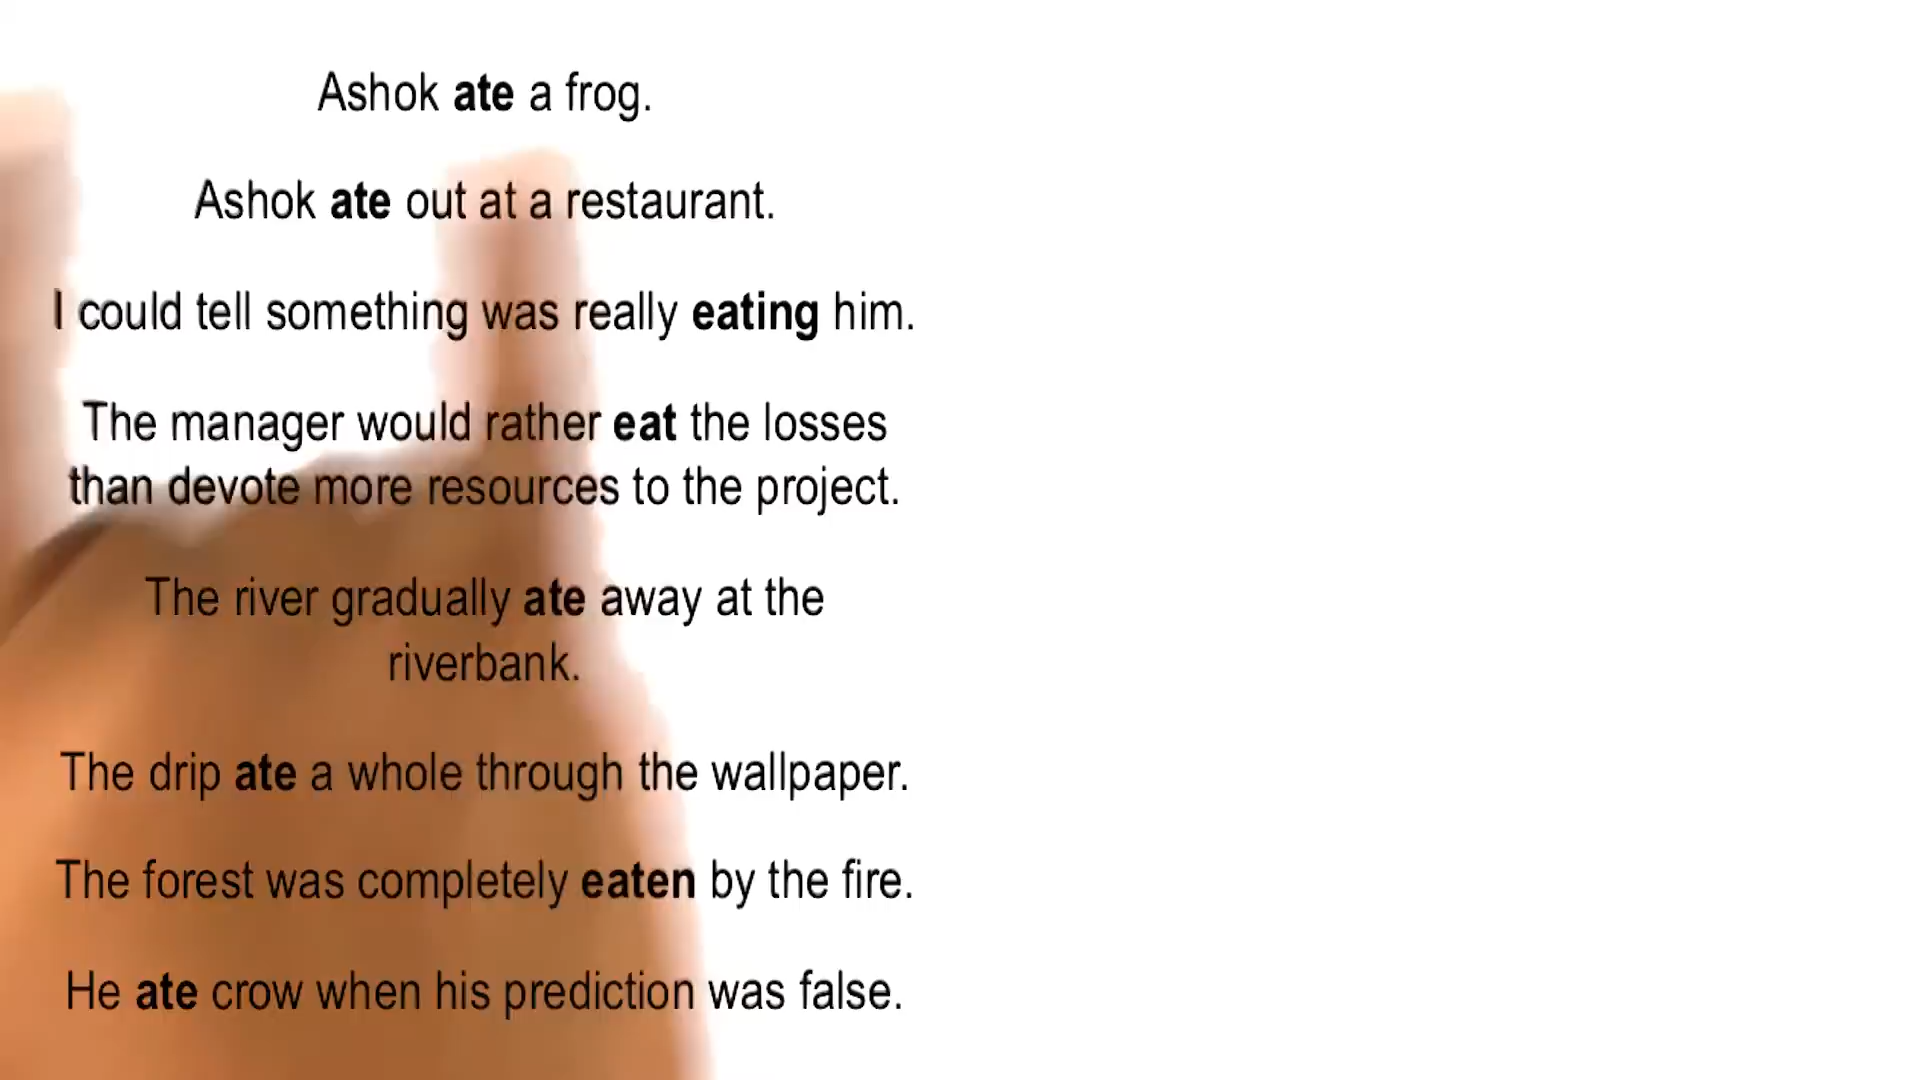 Ashok ate a frog.
Ashok ate out at a restaurant.
I could tell something was really eating him.
The manager would rather eat the losses
than devote more resources to the project.
The river gradually ate away at the
riverbank.
The drip ate a whole through the wallpaper.
The forest was completely eaten by the fire.
He ate crow when his prediction was false.